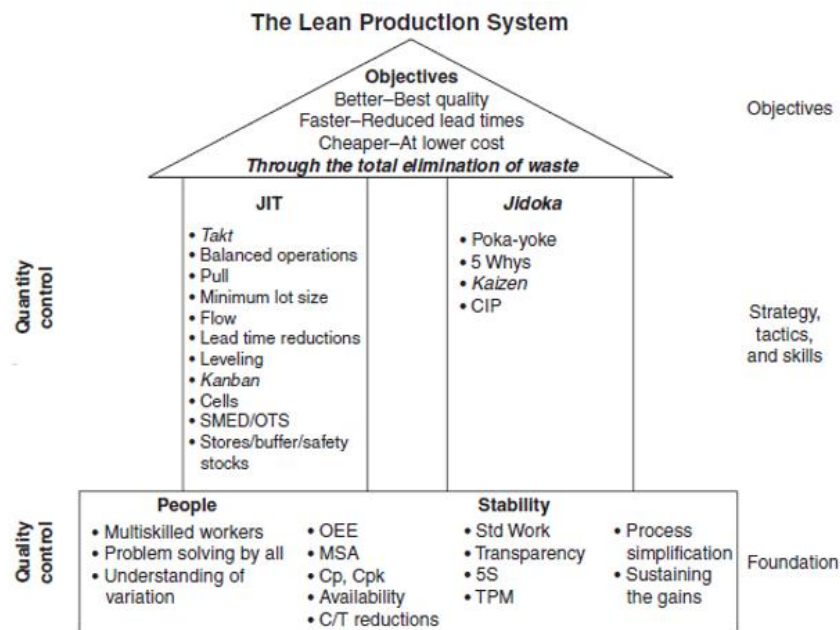 The Lean Production System
Objectives
Better–Best quality
Faster–Reduced lead times
Cheaper–At lower cost
Through the total elimination of waste
Objectives
Quantity
control
JIT
• Takt
• Balanced operations
• Pull
• Minimum lot size
• Flow
• Lead time reductions
• Leveling
• Kanban
• Cells
• SMED/OTS
• Stores/buffer/safety
stocks
Jidoka
• Poka-yoke
• 5 Whys
• Kaizen
• CIP
Strategy,
tactics,
and skills
Quality
control
People
• Multiskilled workers
• Problem solving by all
• Understanding of
variation
• OEE
• MSA
• Cp, Cpk
• Availability
• C/T reductions
Stability
• Std Work
• Transparency
• 5S
• TPM
• Process
simplification
• Sustaining
the gains
Foundation